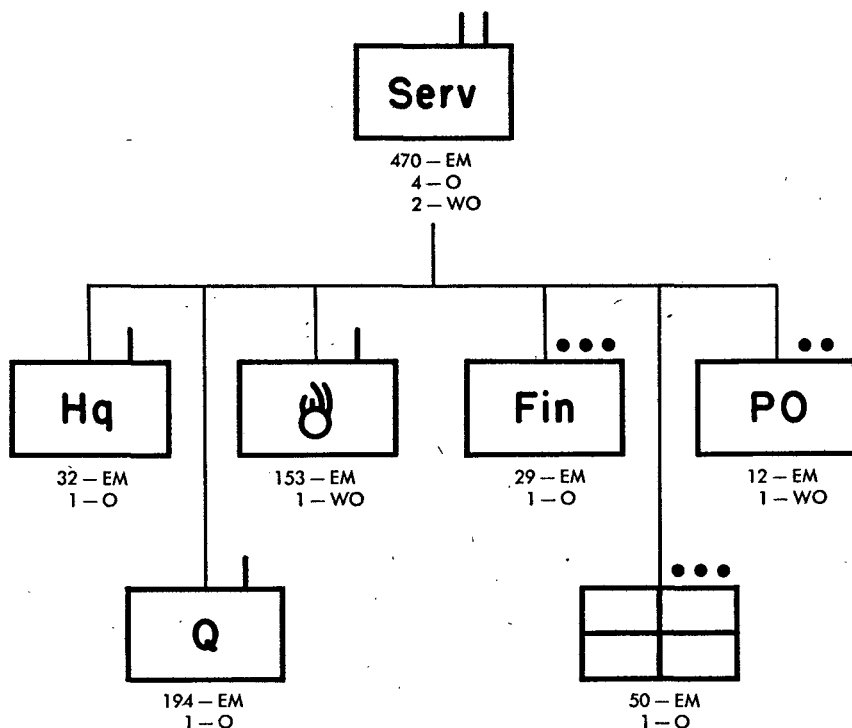 Serv
470 – EM
4 – O
2 – WO
Hq
32 – EM
1 – O
153 – EM
1 – WO
Fin
29 – EM
1 – O
PO
12 – EM
1 – WO
Q
194 – EM
1 – O
50 – EM
1 – O